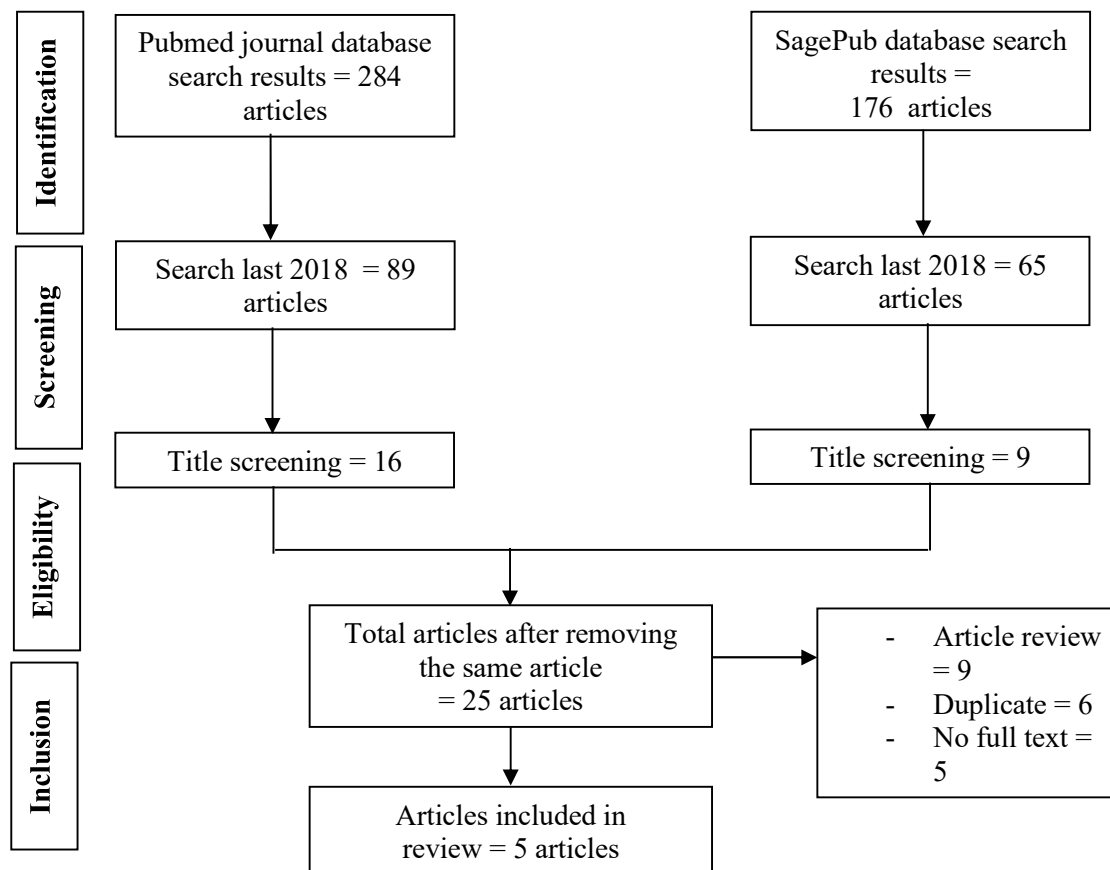 Identification
Pubmed journal database
search results = 284
articles
SagePub database search
results =
176 articles
Screening
Search last 2018 = 89
articles
Search last 2018 = 65
articles
Title screening = 16
Title screening = 9
Eligibility
Total articles after removing
the same article
= 25 articles
- Article review
= 9
- Duplicate = 6
- No full text =
5
Inclusion
Articles included in
review = 5 articles